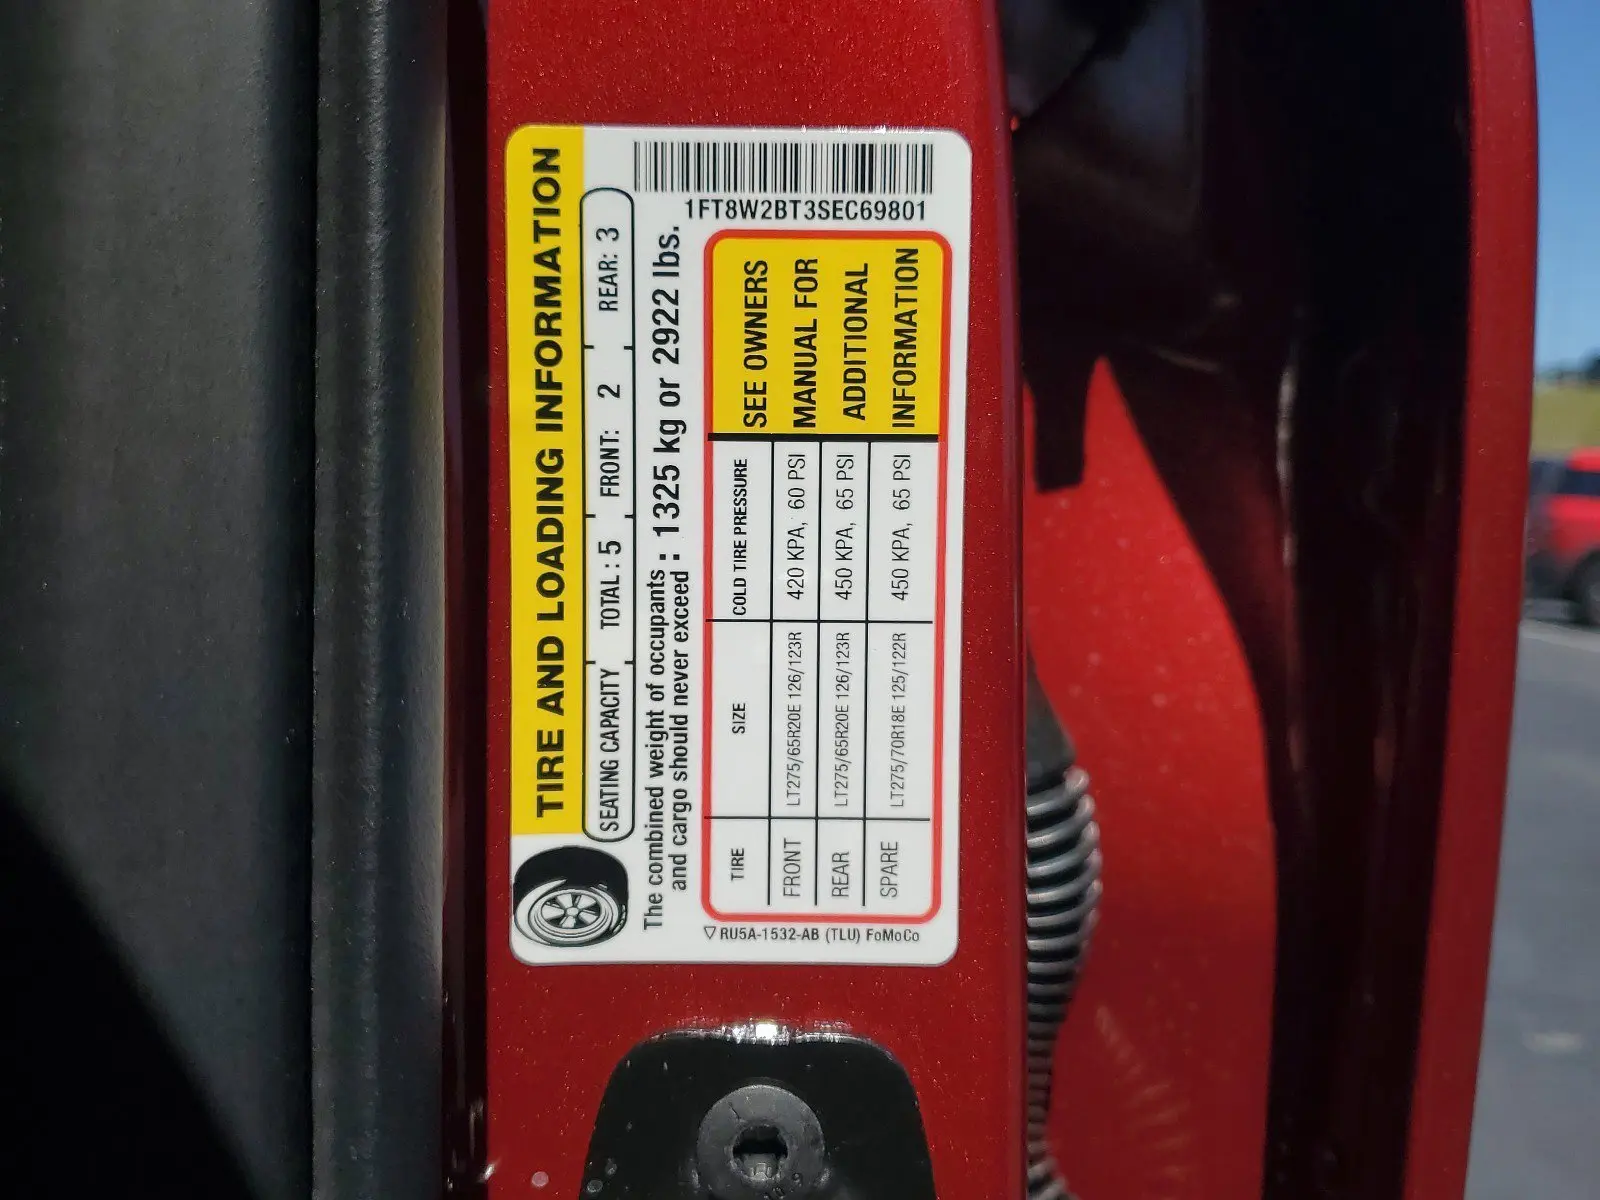 TIRE AND LOADING INFORMATION
SEATING CAPACITY TOTAL : 5 FRONT: 2 REAR: 3
The combined weight of occupants
and cargo should never exceed : 1325 kg or 2922 lbs.
TIRE SIZE COLD TIRE PRESSURE
FRONT LT275/65R20E 126/123R 420 KPA, 60 PSI
REAR LT275/65R20E 126/123R 450 KPA, 65 PSI
SPARE LT275/70R18E 125/122R 450 KPA, 65 PSI
SEE OWNERS
MANUAL FOR
ADDITIONAL
INFORMATION
RU5A-1532-AB (TLU) FoMoCo
1FT8W2BT3SEC69801